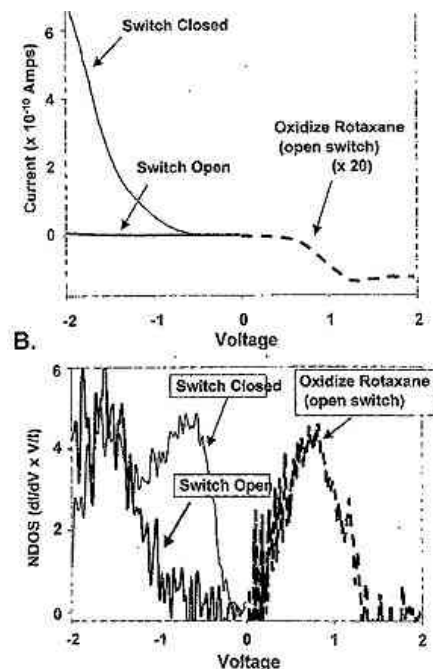 6
Switch Closed
4
Oxidize Rotaxane
(open switch)
(x 20)
2
Switch Open
0
Current (x 10⁻¹⁰ Amps)
-2 -1 0 1 2
Voltage
B.
6
Switch Closed
Oxidize Rotaxane
(open switch)
4
Switch Open
2
0
NDOS (dI/dV x V/I)
-2 -1 0 1 2
Voltage